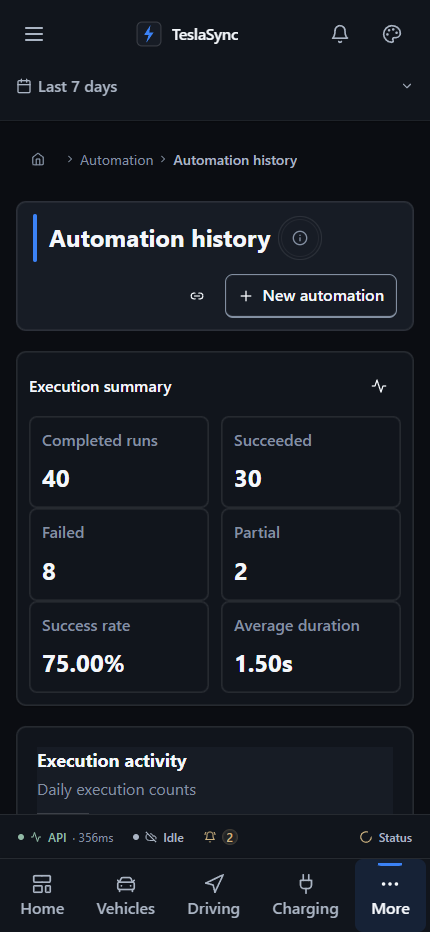 TeslaSync
Last 7 days
Automation
Automation history
Automation history
New automation
Execution summary
Completed runs
Succeeded
40
30
Failed
Partial
8
2
Success rate
Average duration
75.00%
1.50s
Execution activity
Daily execution counts
API · 356ms
Idle
2
Status
Home
Vehicles
Driving
Charging
More